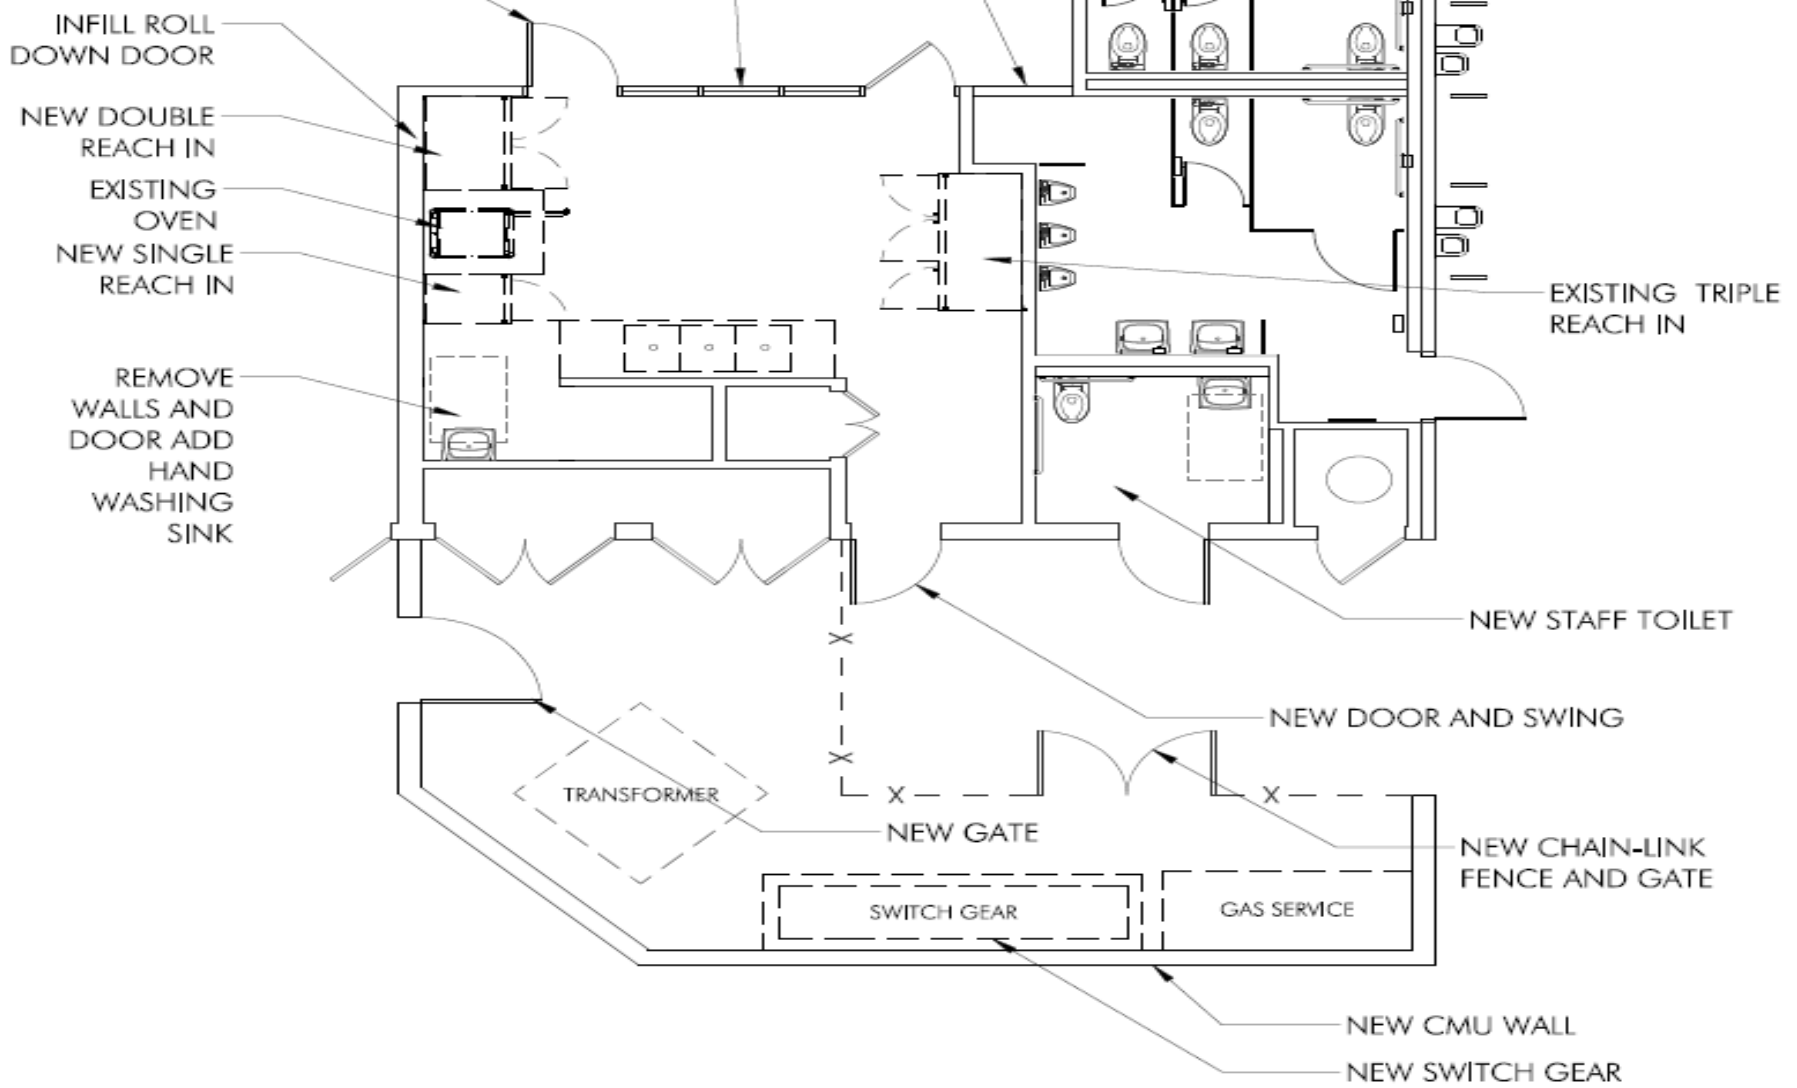 INFILL ROLL
DOWN DOOR
NEW DOUBLE
REACH IN
EXISTING
OVEN
NEW SINGLE
REACH IN
REMOVE
WALLS AND
DOOR ADD
HAND
WASHING
SINK
EXISTING TRIPLE
REACH IN
NEW STAFF TOILET
NEW DOOR AND SWING
TRANSFORMER
NEW GATE
NEW CHAIN-LINK
FENCE AND GATE
SWITCH GEAR
GAS SERVICE
NEW CMU WALL
NEW SWITCH GEAR